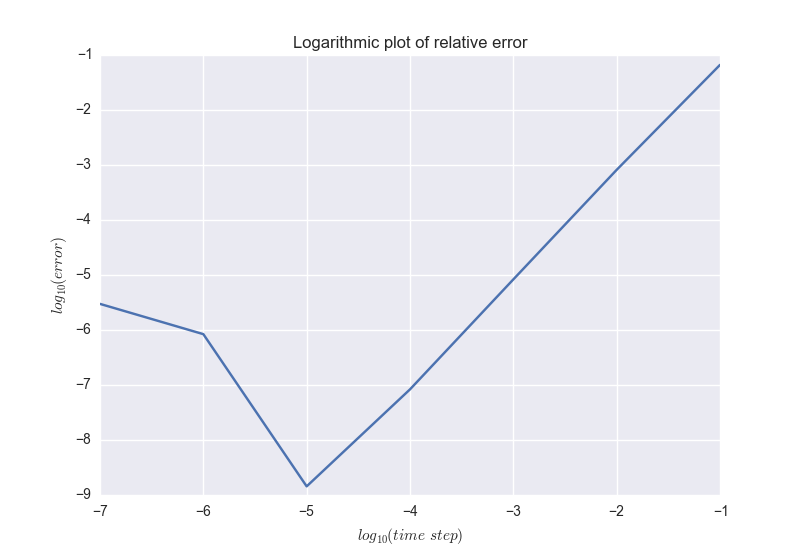 Logarithmic plot of relative error
−1
−2
−3
−4
−5
−6
−7
−8
−9
log10(error)
−7 −6 −5 −4 −3 −2 −1
log10(time step)